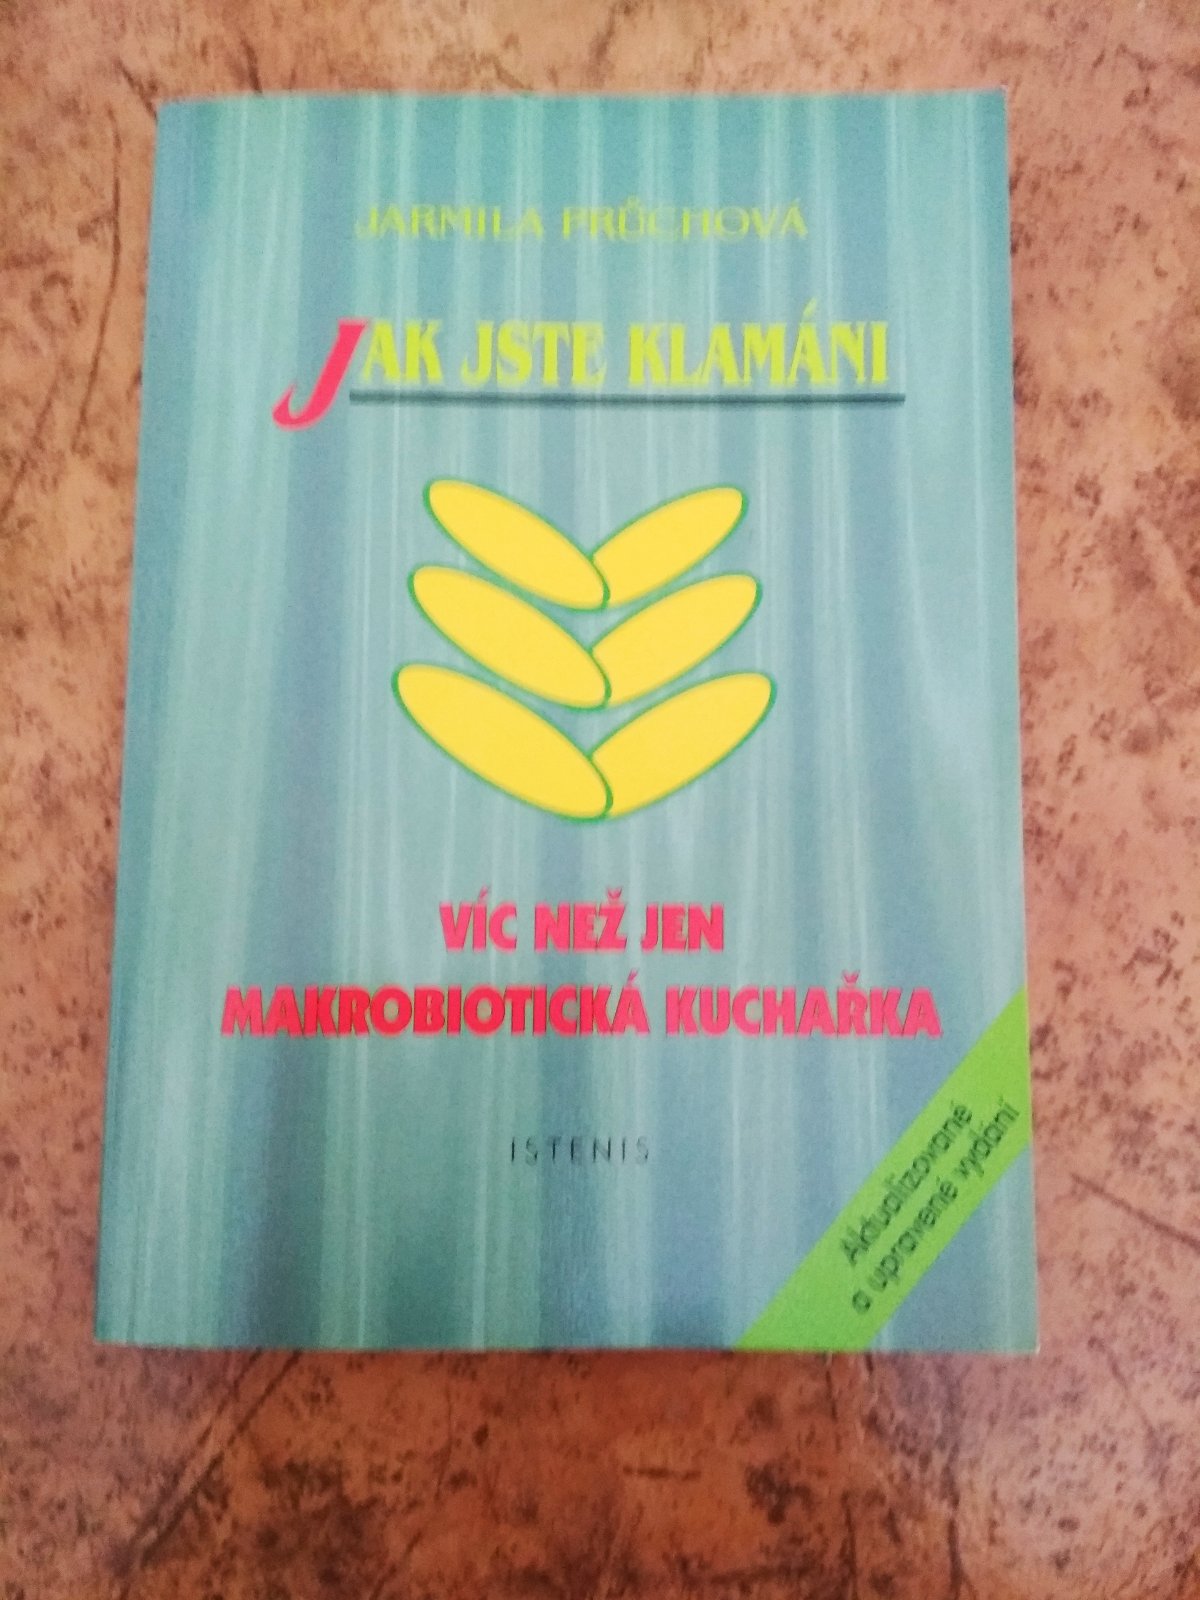 JARMILA PRŮCHOVÁ
JAK JSTE KLAMÁNI
VÍC NEŽ JEN
MAKROBIOTICKÁ KUCHAŘKA
ISTENIS
Aktualizované
a upravené vydání